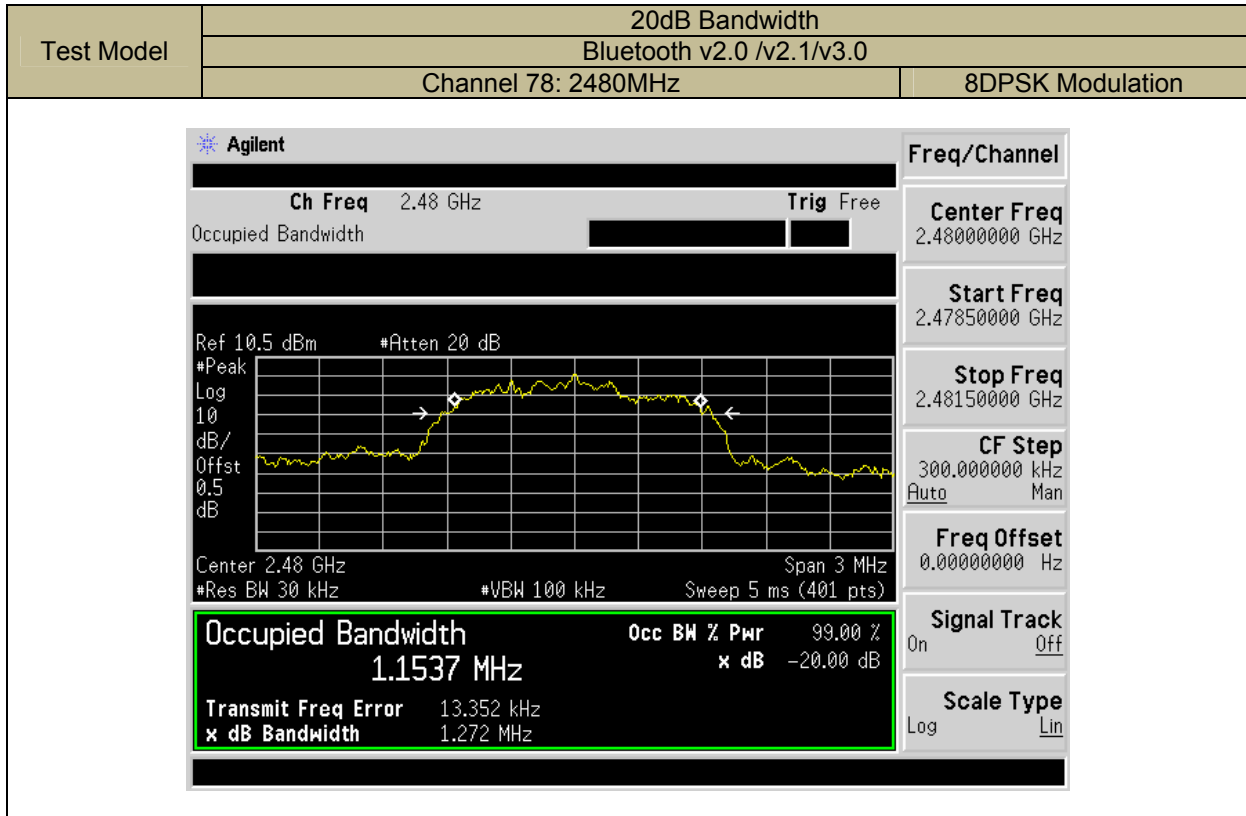 20dB Bandwidth
Test Model
Bluetooth v2.0 /v2.1/v3.0
Channel 78: 2480MHz
8DPSK Modulation
Agilent
Freq/Channel
Ch Freq 2.48 GHz Trig Free
Occupied Bandwidth
Center Freq
2.48000000 GHz
Start Freq
2.47850000 GHz
Stop Freq
2.48150000 GHz
CF Step
300.000000 kHz
Auto Man
Freq Offset
0.00000000 Hz
Signal Track
On Off
Scale Type
Log Lin
Ref 10.5 dBm #Atten 20 dB
#Peak
Log
10
dB/
Offst
0.5
dB
Center 2.48 GHz Span 3 MHz
#Res BW 30 kHz #VBW 100 kHz Sweep 5 ms (401 pts)
Occupied Bandwidth
1.1537 MHz
Occ BW % Pwr 99.00 %
x dB -20.00 dB
Transmit Freq Error 13.352 kHz
x dB Bandwidth 1.272 MHz